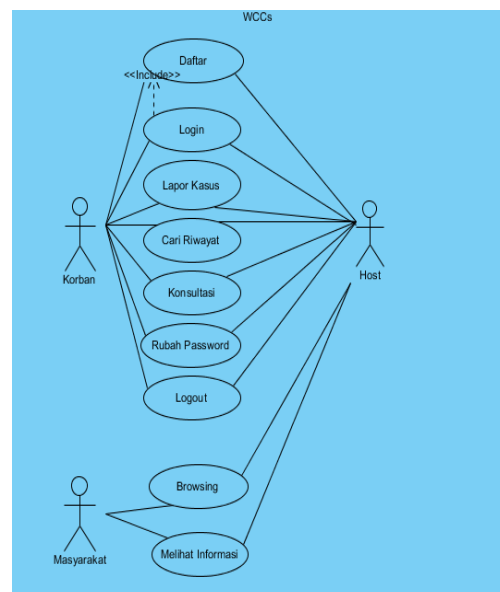 WCCs
Daftar
<<Include>>
Login
Lapor Kasus
Cari Riwayat
Korban
Host
Konsultasi
Rubah Password
Logout
Browsing
Melihat Informasi
Masyarakat